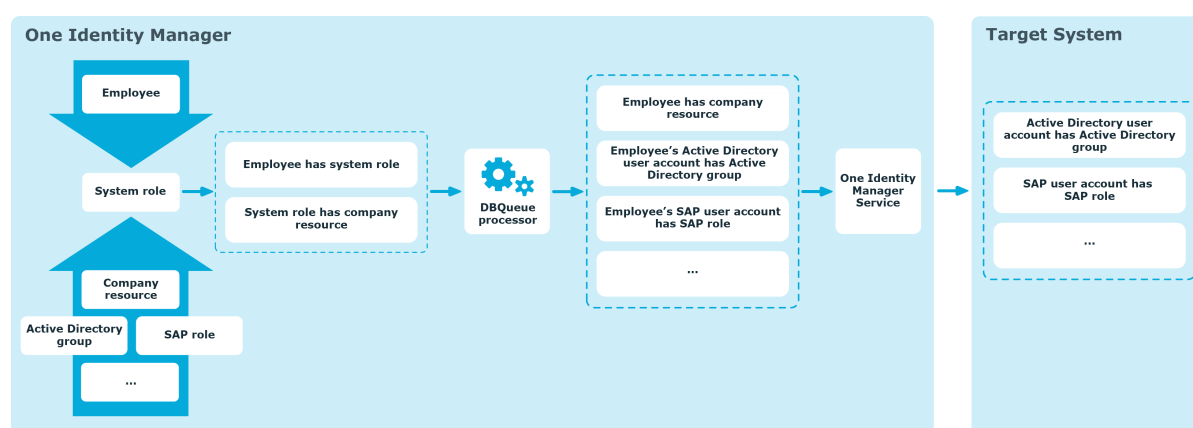 One Identity Manager
Target System
Employee
System role
Company
resource
Active Directory
group
SAP role
...
Employee has system role
System role has company
resource
DBQueue
processor
Employee has company
resource
Employee's Active Directory
user account has Active
Directory group
Employee's SAP user account
has SAP role
...
One Identity
Manager
Service
Active Directory user
account has Active Directory
group
SAP user account has
SAP role
...